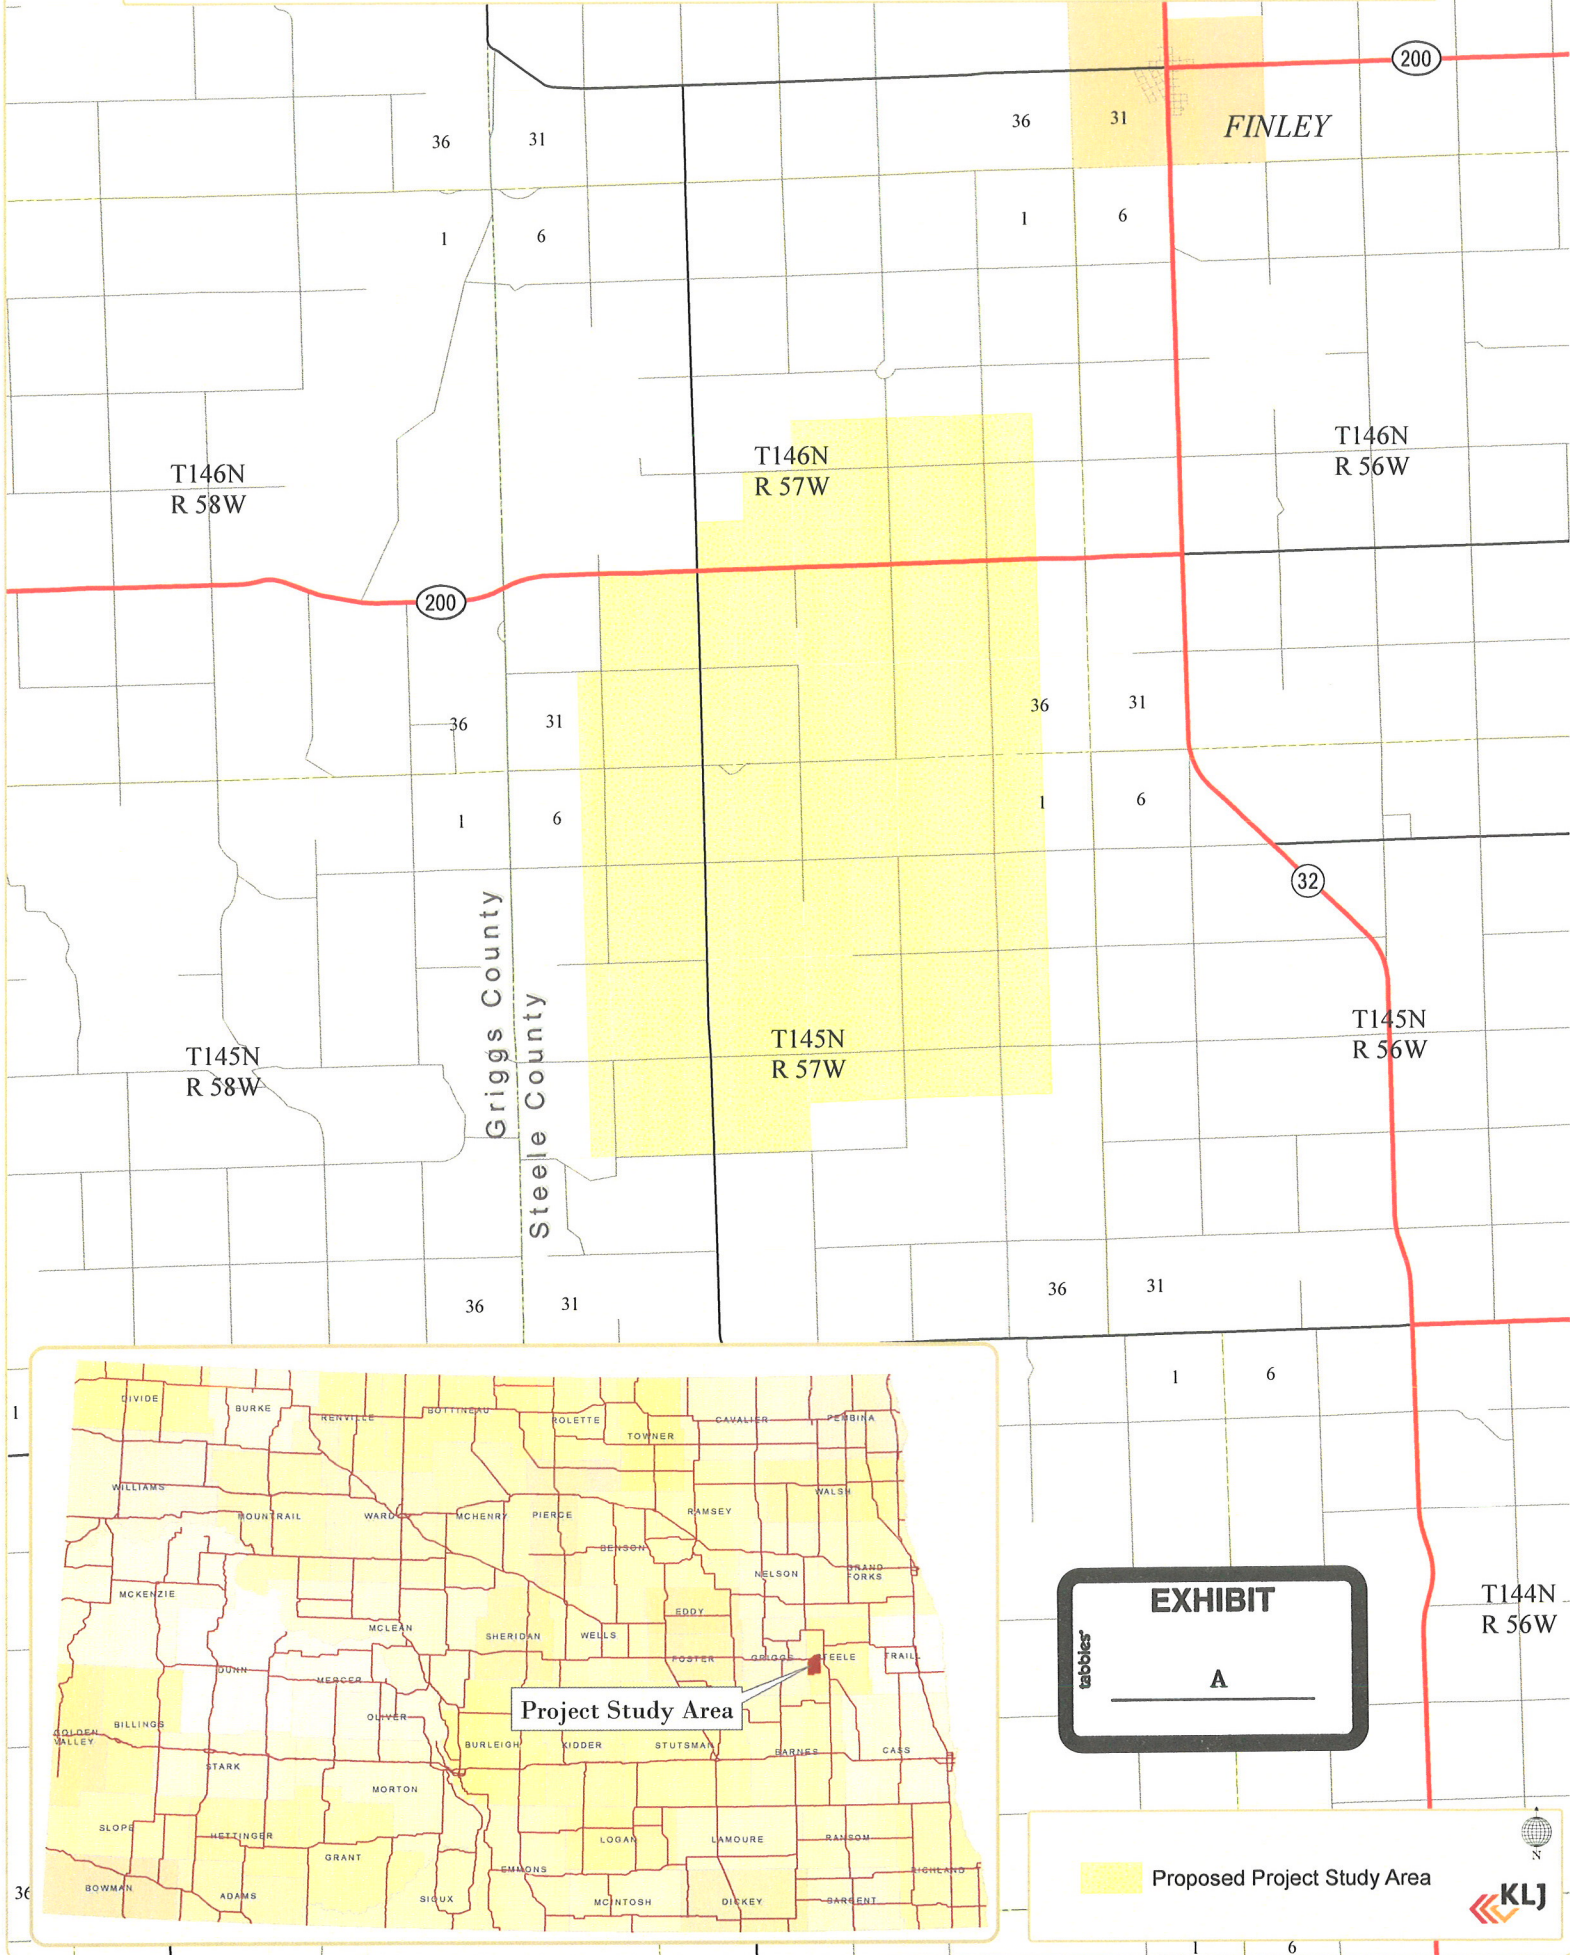 200
36
31
36
31
FINLEY
1
6
1
6
T146N
R 58W
T146N
R 57W
T146N
R 56W
200
36
31
36
31
1
6
1
6
32
Griggs County
Steele County
T145N
R 58W
T145N
R 57W
T145N
R 56W
36
31
36
31
1
6
1
DIVIDE
BURKE
RENVILLE
BOTTINEAU
ROLETTE
TOWNER
CAVALIER
PEMBINA
WILLIAMS
MOUNTRAIL
WARD
MCHENRY
PIERCE
RAMSEY
WALSH
BENSON
NELSON
GRAND
FORKS
MCKENZIE
MCLEAN
SHERIDAN
WELLS
EDDY
FOSTER
GRIGGS
STEELE
TRAILL
DUNN
MERCER
OLIVER
Project Study Area
GOLDEN
VALLEY
BILLINGS
STARK
BURLEIGH
KIDDER
STUTSMAN
BARNES
CASS
MORTON
SLOPE
HETTINGER
GRANT
LOGAN
LAMOURE
RANSOM
EMMONS
RICHLAND
BOWMAN
ADAMS
SIOUX
MCINTOSH
DICKEY
SARGENT
EXHIBIT
tabbies®
A
T144N
R 56W
36
N
Proposed Project Study Area
KLJ
1
6